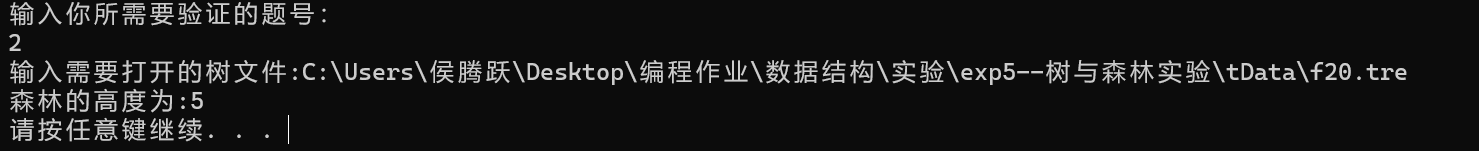 输入你所需要验证的题号:
2
输入需要打开的树文件:C:\Users\侯腾跃\Desktop\编程作业\数据结构\实验\exp5--树与森林实验\tData\f20.tre
森林的高度为:5
请按任意键继续. . .